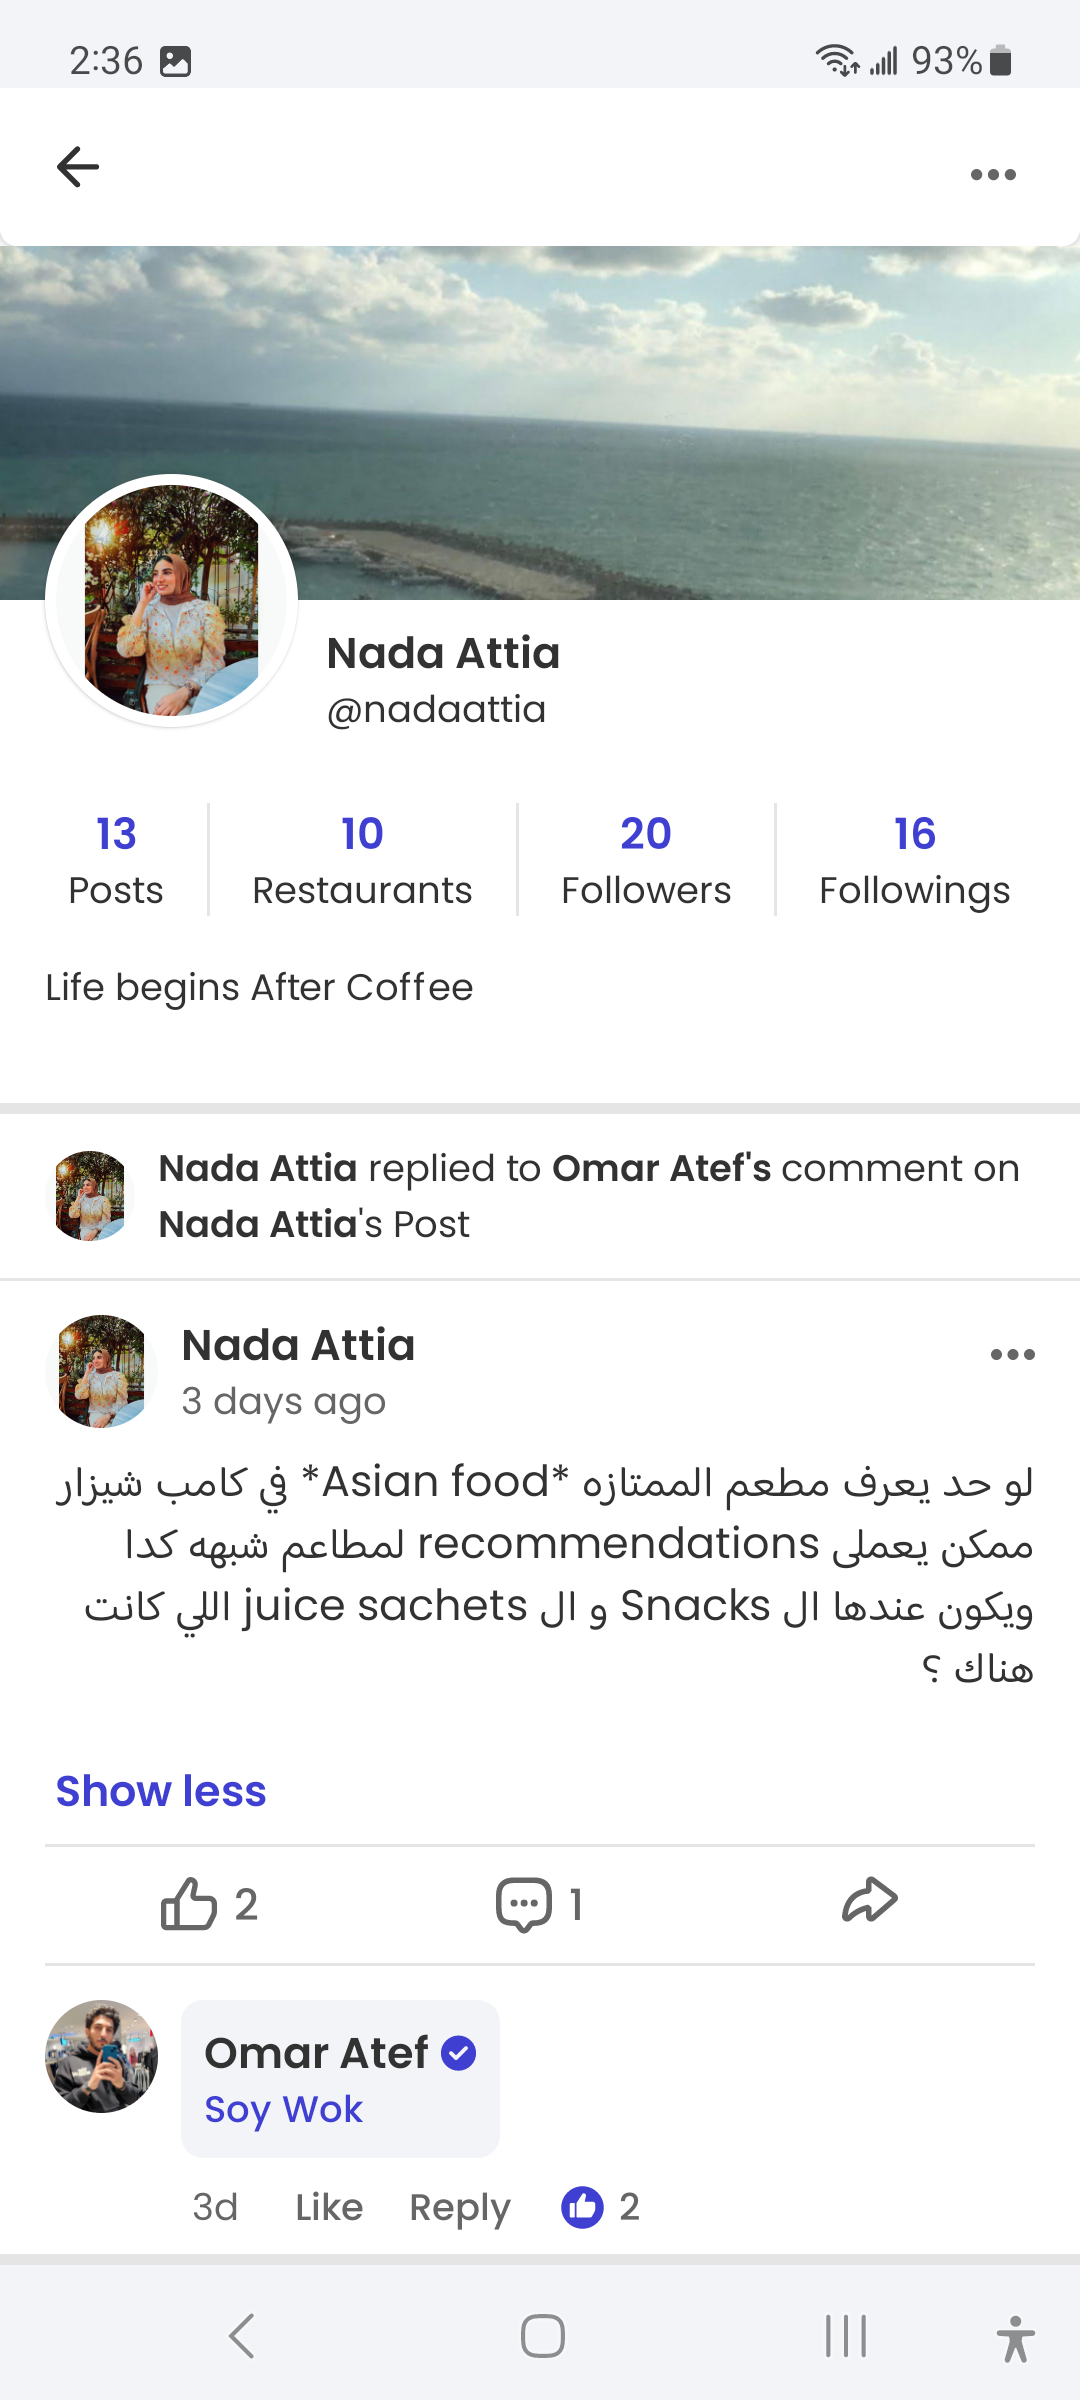 2:36
93%
Nada Attia
@nadaattia
13
Posts
10
Restaurants
20
Followers
16
Followings
Life begins After Coffee
Nada Attia replied to Omar Atef's comment on
Nada Attia's Post
Nada Attia
3 days ago
لو حد يعرف مطعم الممتازه *Asian food* في كامب شيزار
ممكن يعملى recommendations لمطاعم شبهه كدا
ويكون عندها ال Snacks و ال juice sachets اللي كانت
هناك ؟
Show less
2
1
Omar Atef
Soy Wok
3d
Like
Reply
2